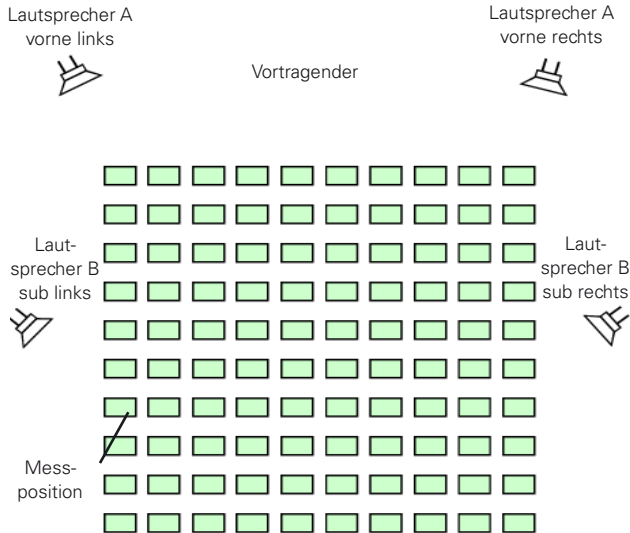 Lautsprecher A
vorne links
Vortragender
Lautsprecher A
vorne rechts
Laut-
sprecher B
sub links
Laut-
sprecher B
sub rechts
Mess-
position